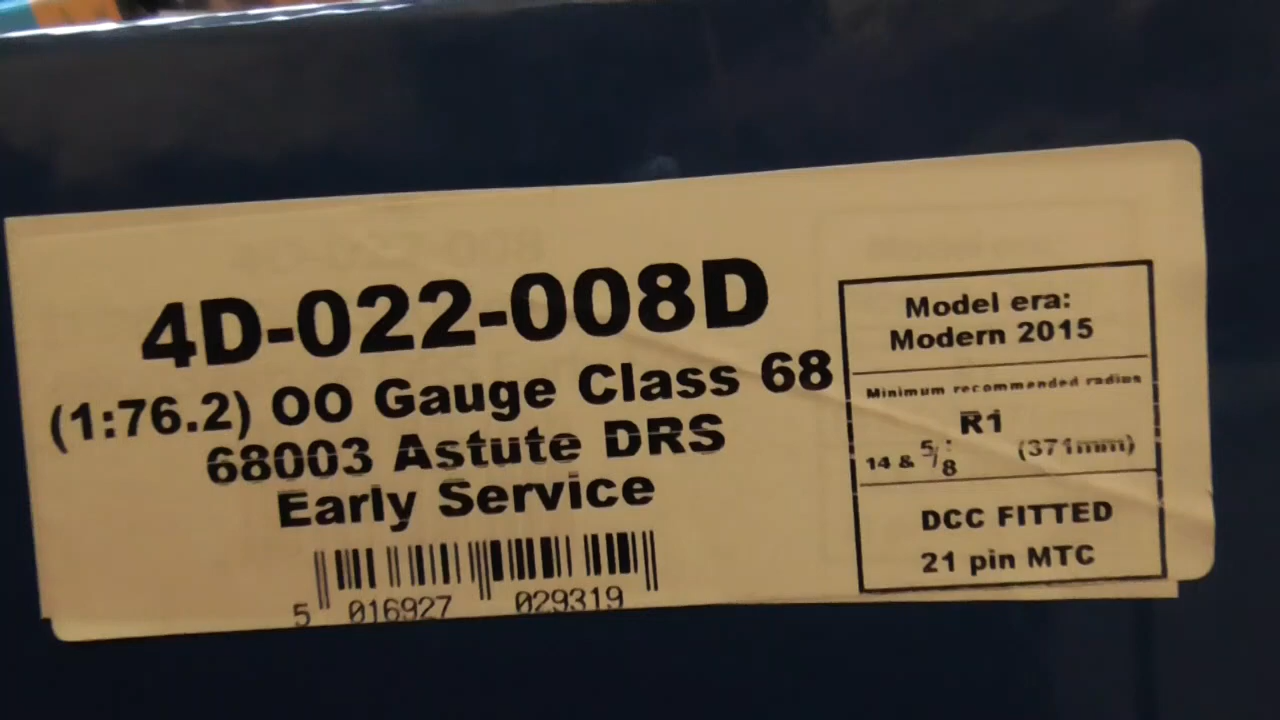 4D-022-008D
(1:76.2) OO Gauge Class 68
68003 Astute DRS
Early Service
5 016927 029319
Model era:
Modern 2015
Minimum recommended radius
R1
14 & 5/8" (371mm)
DCC FITTED
21 pin MTC